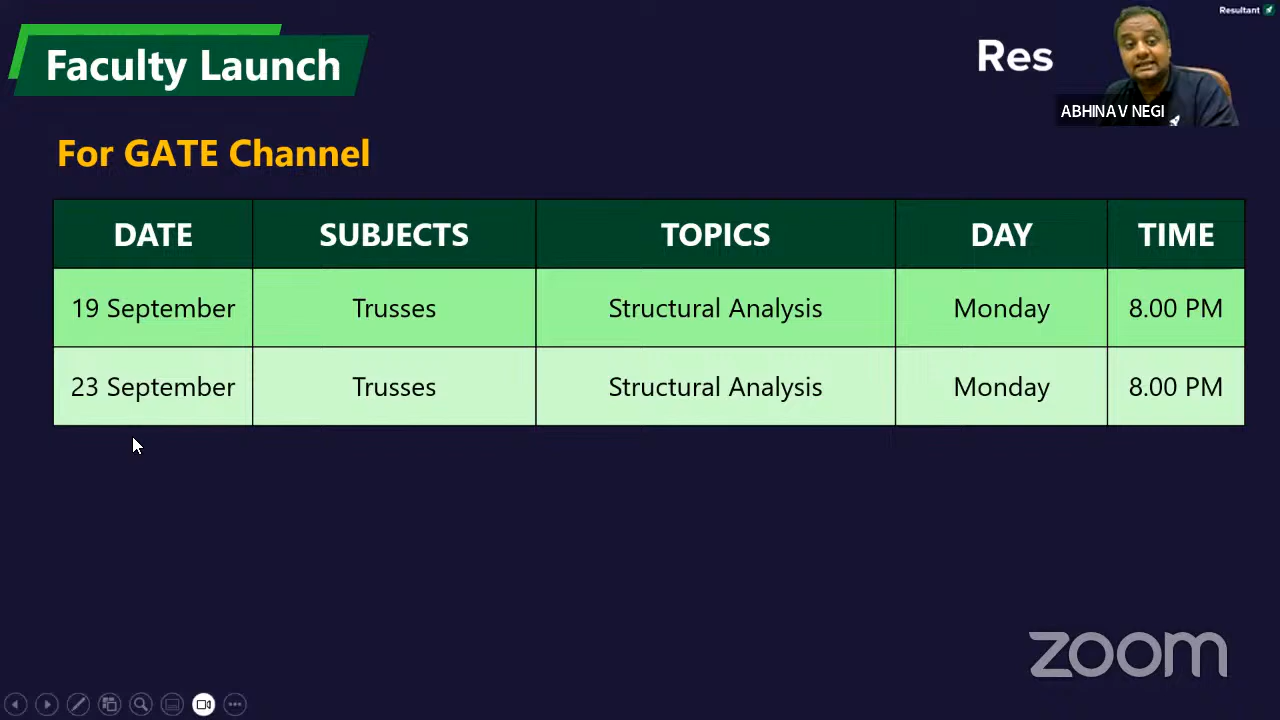 Resultant
Faculty Launch
Res
ABHINAV NEGI
For GATE Channel
DATE SUBJECTS TOPICS DAY TIME
19 September Trusses Structural Analysis Monday 8.00 PM
23 September Trusses Structural Analysis Monday 8.00 PM
zoom